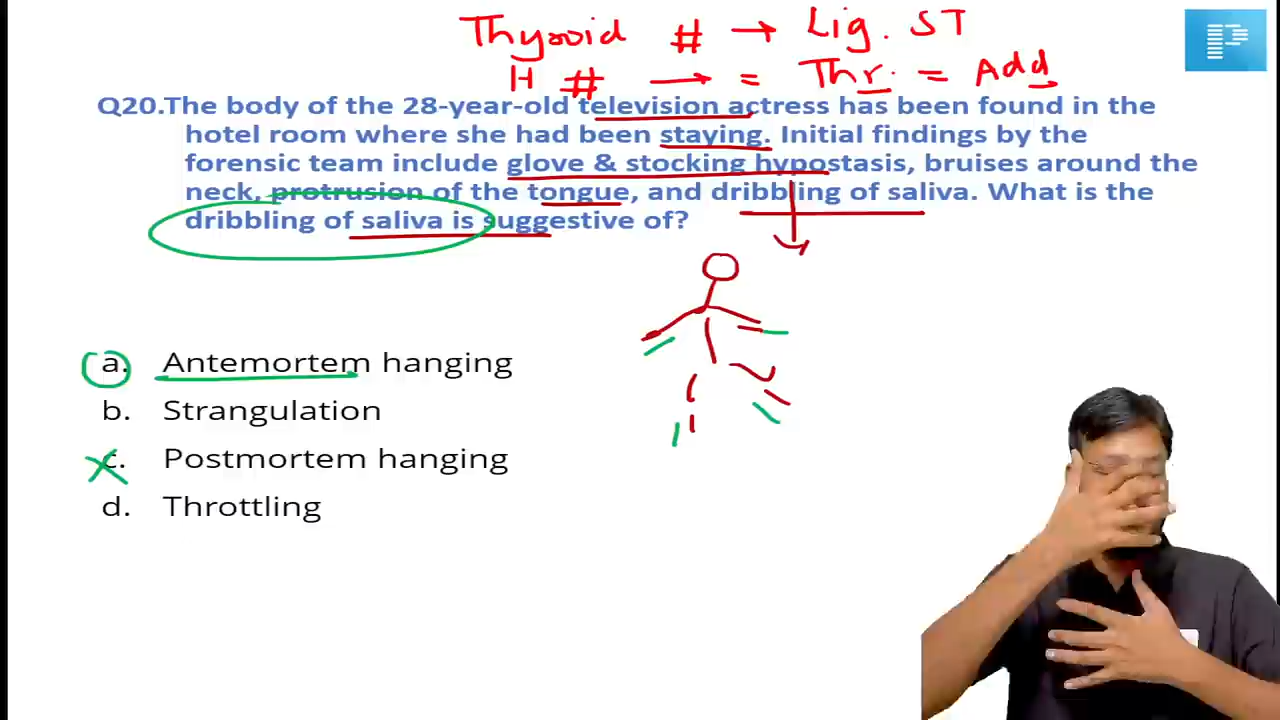 Thyroid # → Lig. ST
H # → = Thr. = Add
Q20.The body of the 28-year-old television actress has been found in the
hotel room where she had been staying. Initial findings by the
forensic team include glove & stocking hypostasis, bruises around the
neck, protrusion of the tongue, and dribbling of saliva. What is the
dribbling of saliva is suggestive of?
a. Antemortem hanging
b. Strangulation
c. Postmortem hanging
d. Throttling